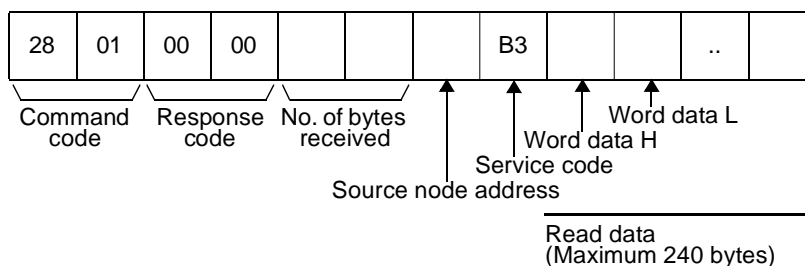 28 01 00 00 B3 ..
Command code
Response code
No. of bytes received
Word data L
Word data H
Service code
Source node address
Read data
(Maximum 240 bytes)